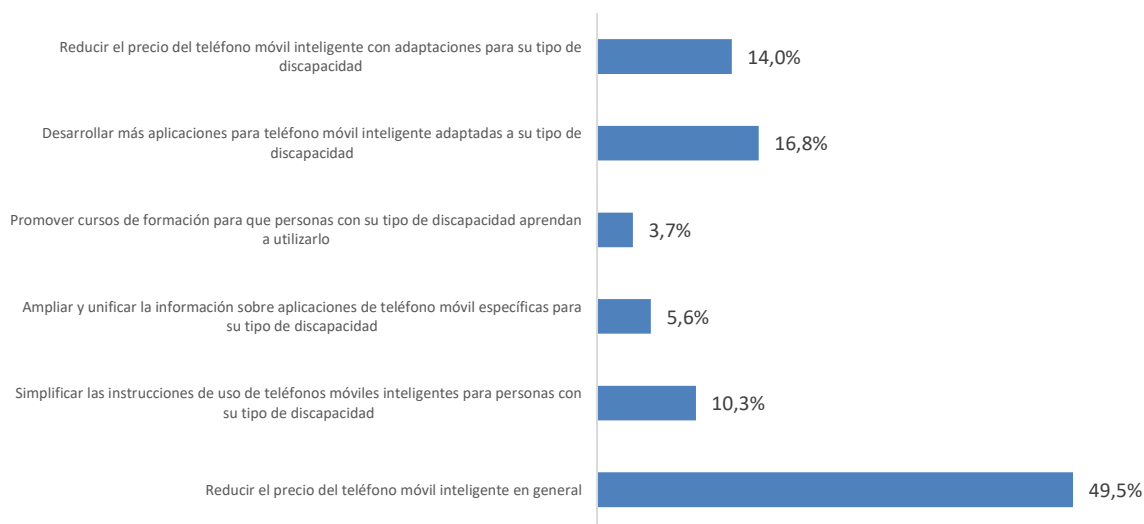 Reducir el precio del teléfono móvil inteligente con adaptaciones para su tipo de
discapacidad
14,0%
Desarrollar más aplicaciones para teléfono móvil inteligente adaptadas a su tipo de
discapacidad
16,8%
Promover cursos de formación para que personas con su tipo de discapacidad aprendan
a utilizarlo
3,7%
Ampliar y unificar la información sobre aplicaciones de teléfono móvil específicas para
su tipo de discapacidad
5,6%
Simplificar las instrucciones de uso de teléfonos móviles inteligentes para personas con
su tipo de discapacidad
10,3%
Reducir el precio del teléfono móvil inteligente en general
49,5%